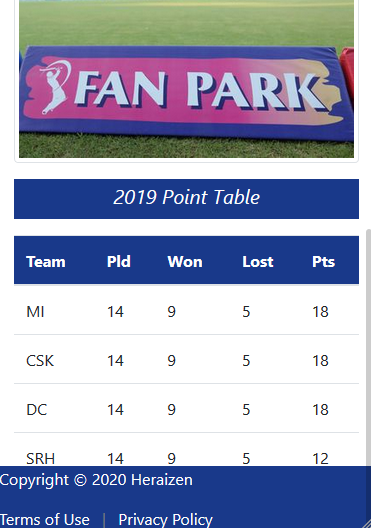 FAN PARK
2019 Point Table
Team Pld Won Lost Pts
MI 14 9 5 18
CSK 14 9 5 18
DC 14 9 5 18
SRH 14 9 5 12
Copyright © 2020 Heraizen
Terms of Use | Privacy Policy